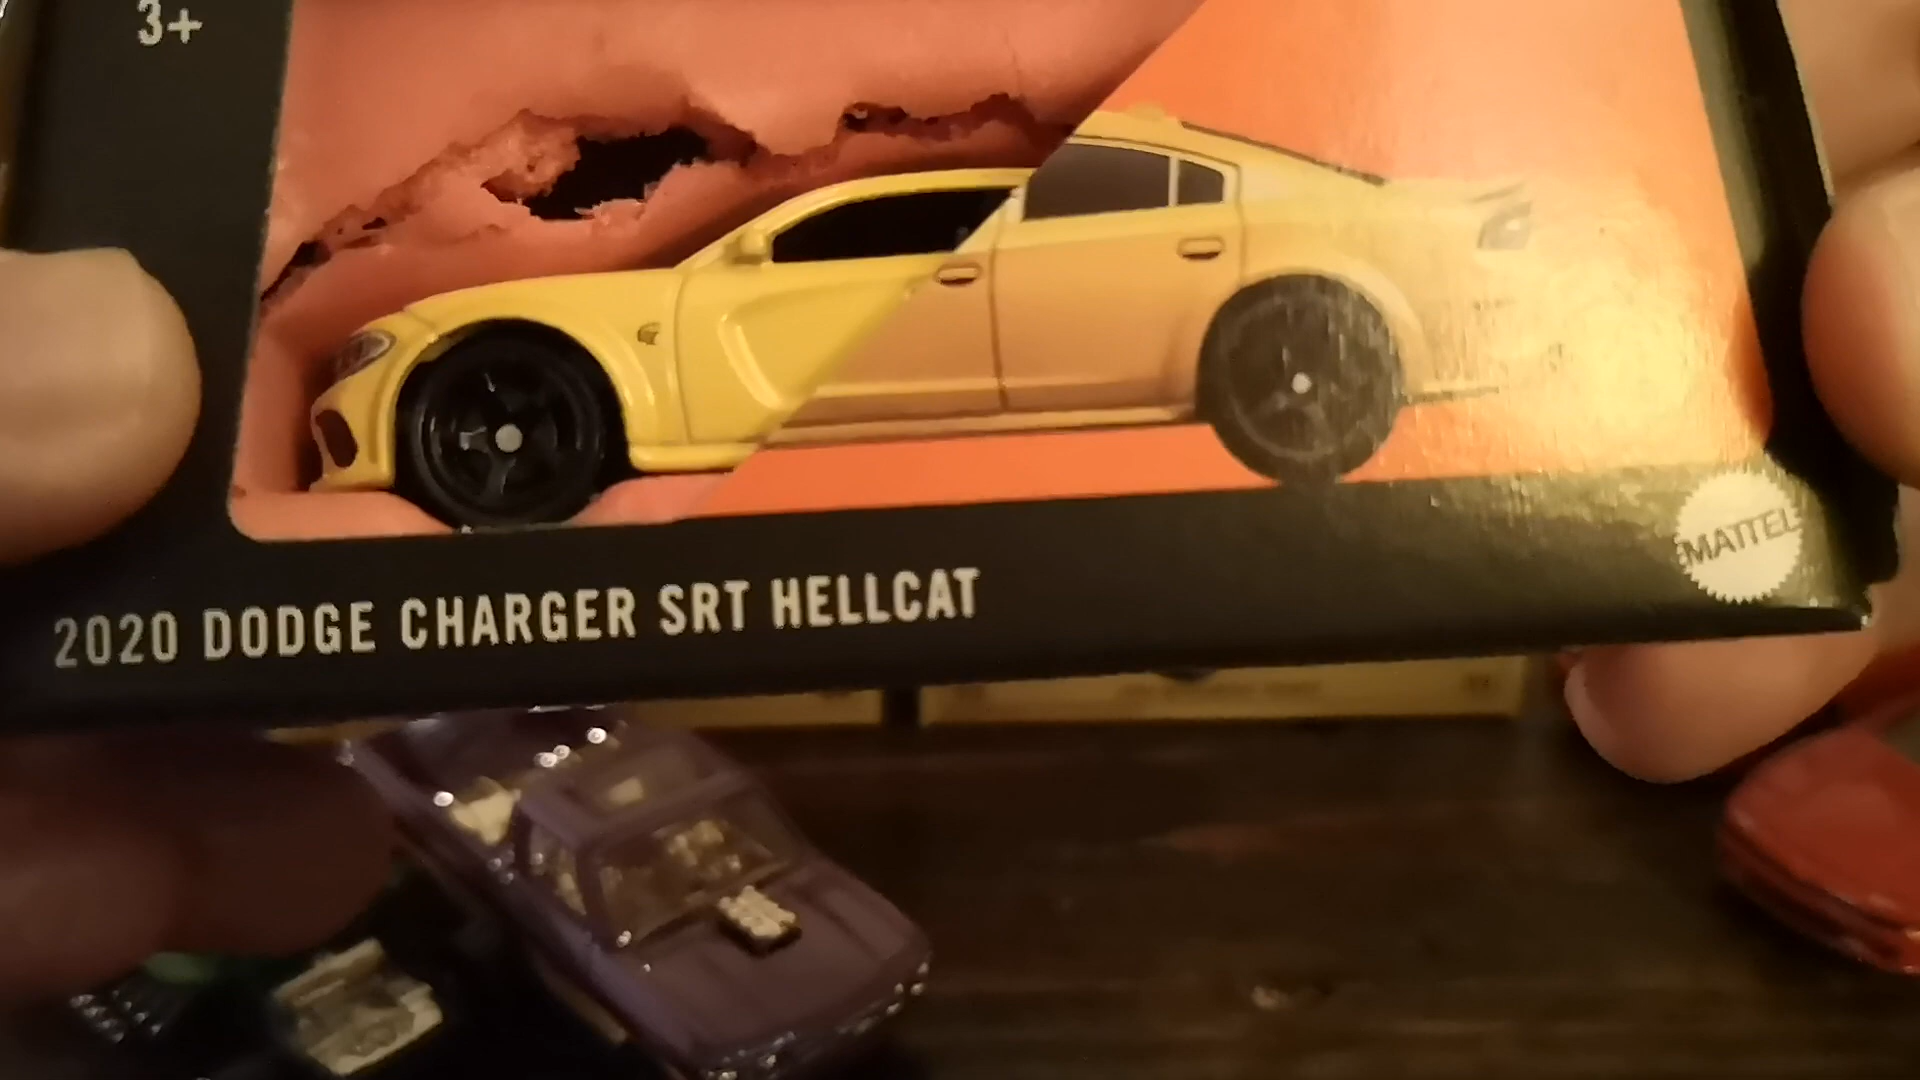 3+
MATTEL
2020 DODGE CHARGER SRT HELLCAT